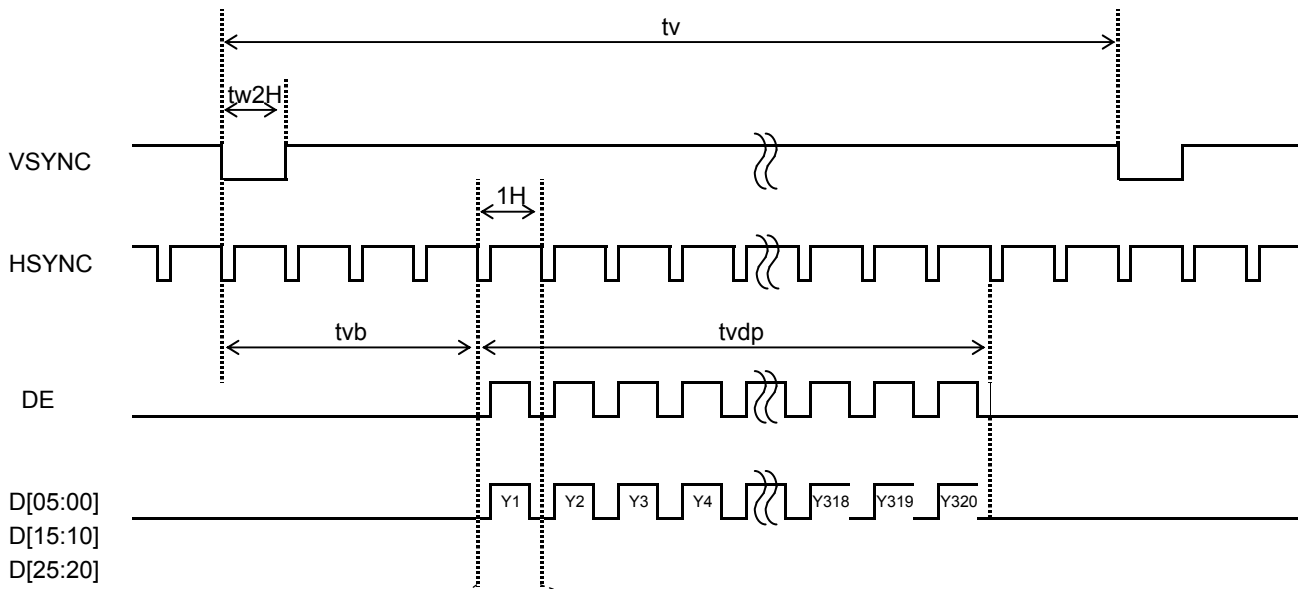 tv
tw2H
VSYNC
1H
HSYNC
tvb
tvdp
DE
D[05:00]
D[15:10]
D[25:20]
Y1
Y2
Y3
Y4
Y318
Y319
Y320